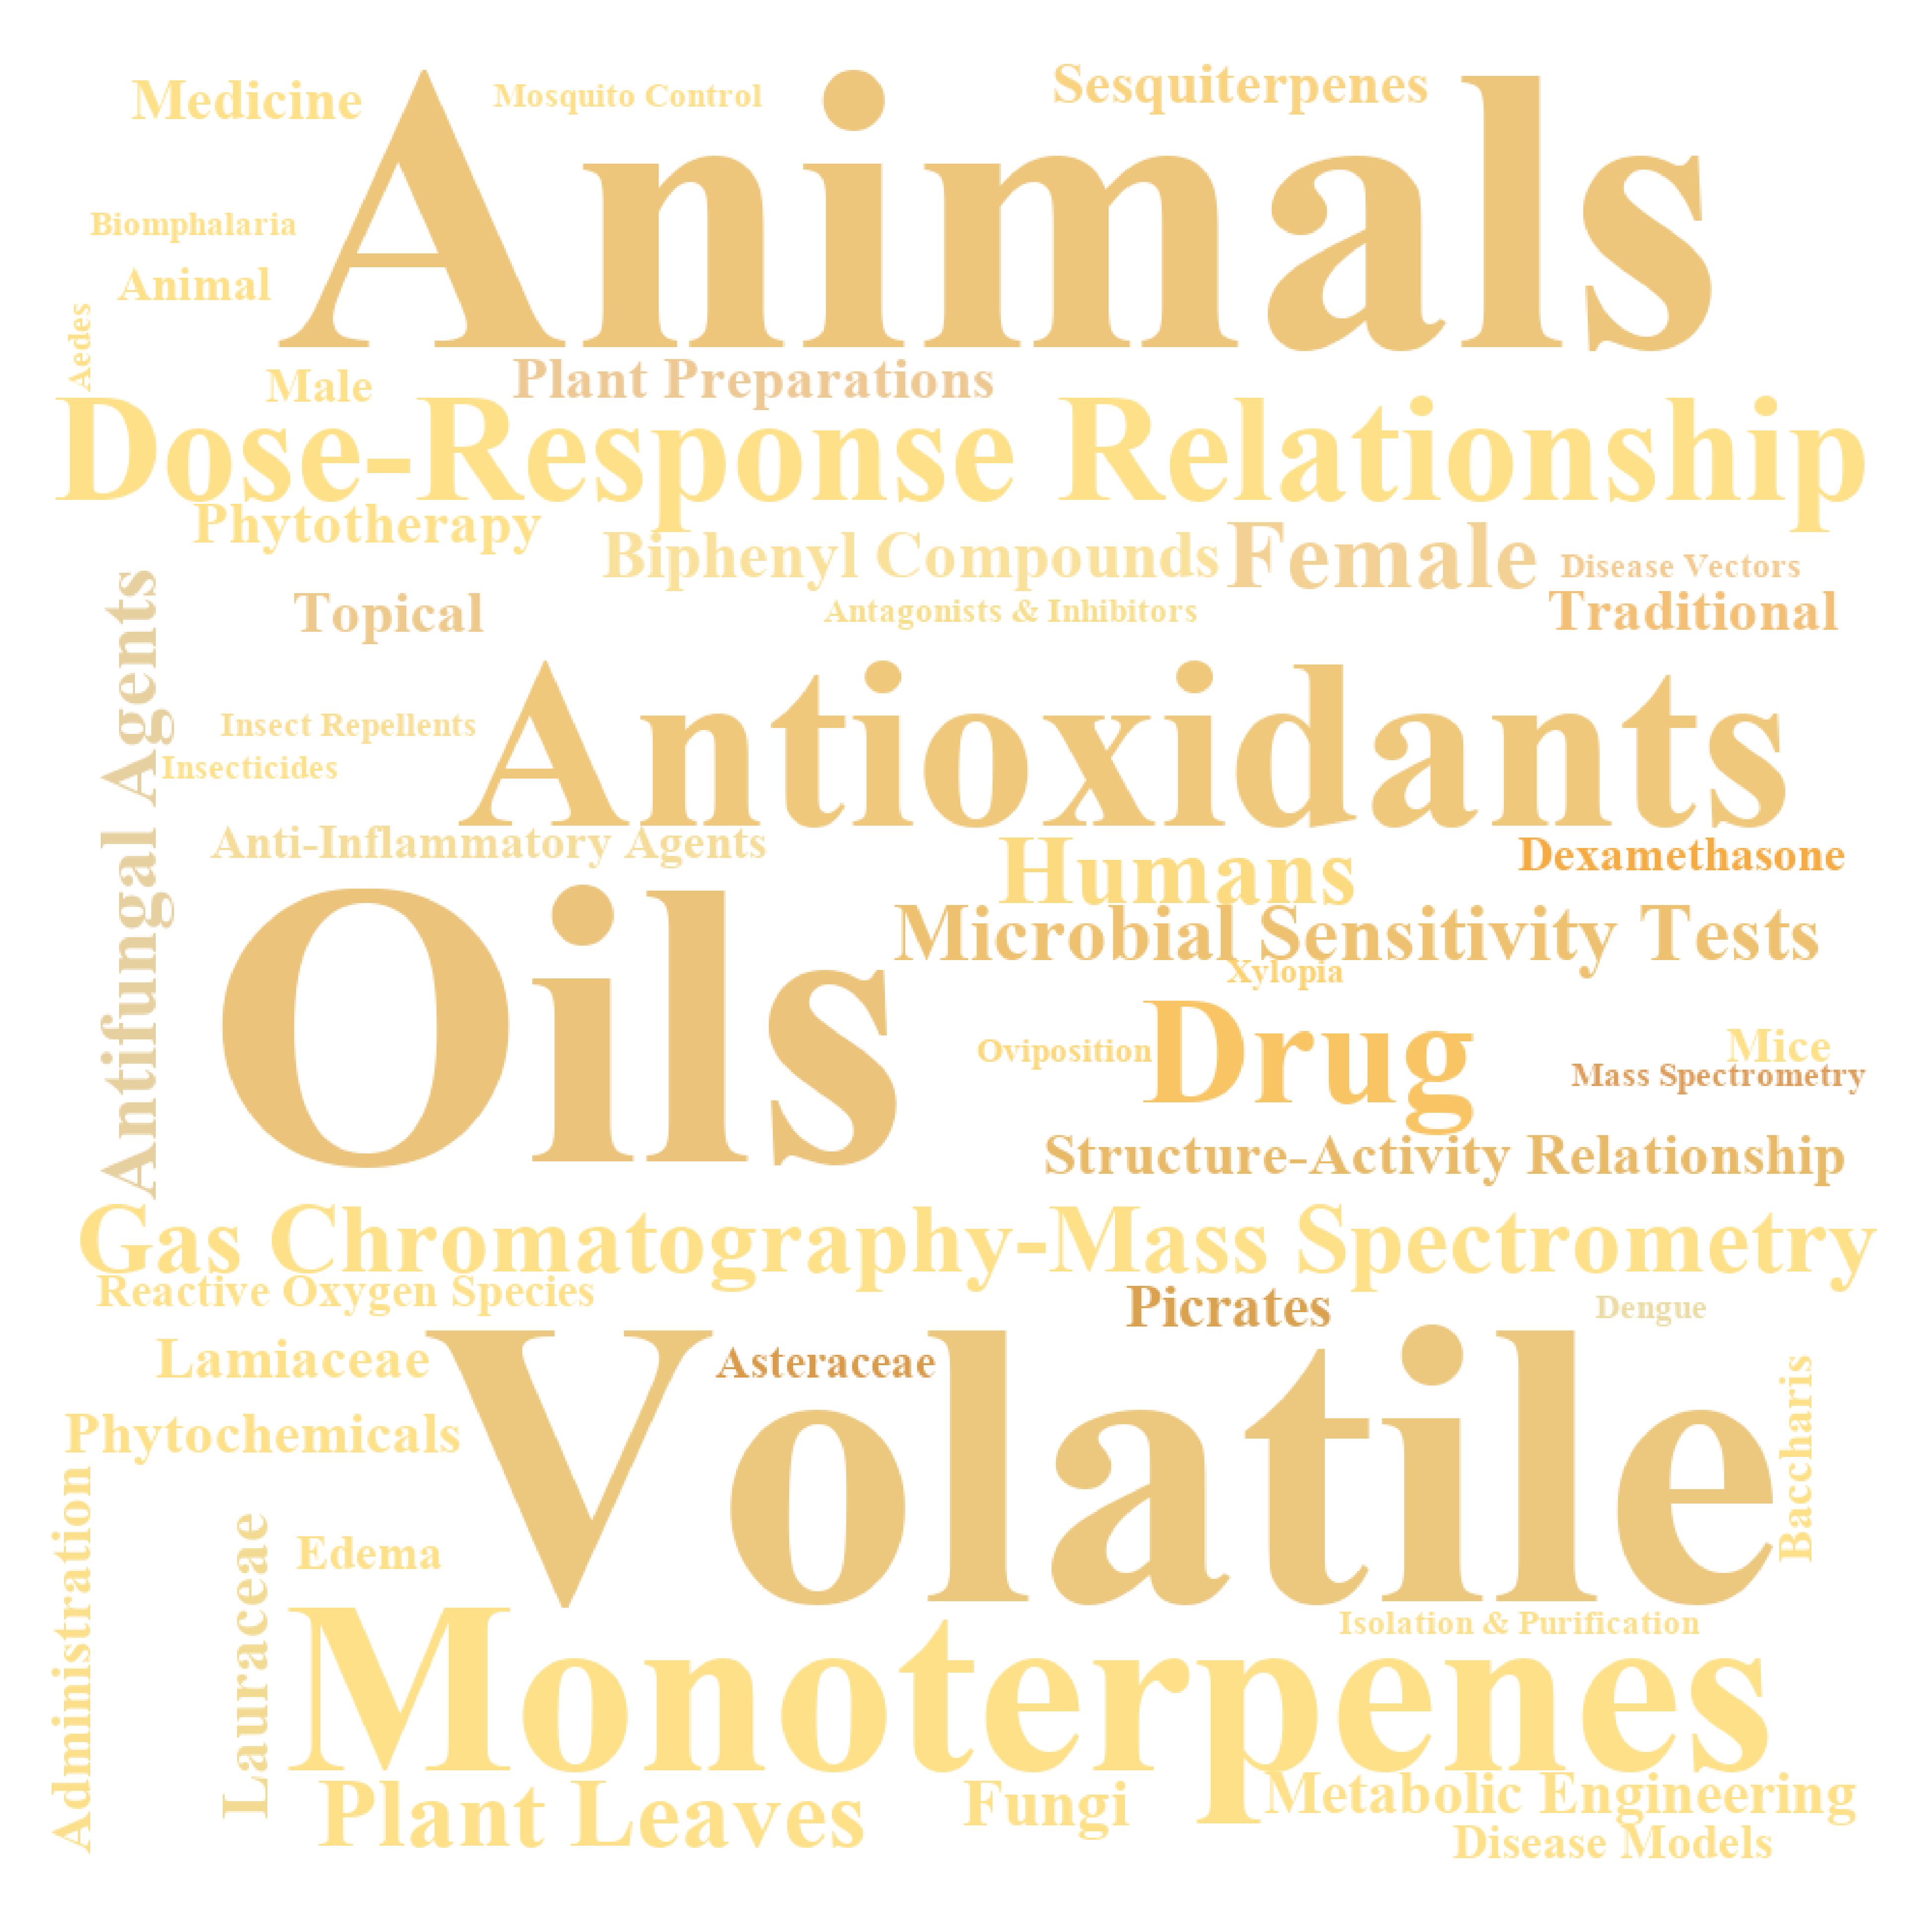 Medicine
Mosquito Control
Sesquiterpenes
Animals
Biomphalaria
Animal
Aedes
Male
Plant Preparations
Dose-Response Relationship
Phytotherapy
Biphenyl Compounds
Female
Disease Vectors
Topical
Antagonists & Inhibitors
Traditional
Antifungal Agents
Insect Repellents
Insecticides
Antioxidants
Anti-Inflammatory Agents
Humans
Dexamethasone
Oils
Microbial Sensitivity Tests
Xylopia
Oviposition
Drug
Mice
Mass Spectrometry
Structure-Activity Relationship
Gas Chromatography-Mass Spectrometry
Reactive Oxygen Species
Picrates
Dengue
Lamiaceae
Volatile
Asteraceae
Baccharis
Phytochemicals
Administration
Lauraceae
Edema
Isolation & Purification
Monoterpenes
Plant Leaves
Fungi
Metabolic Engineering
Disease Models